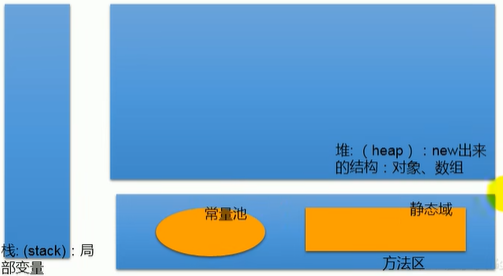 堆:（heap）: new出来
的结构：对象、数组
常量池
静态域
栈: (stack)：局
部变量
方法区